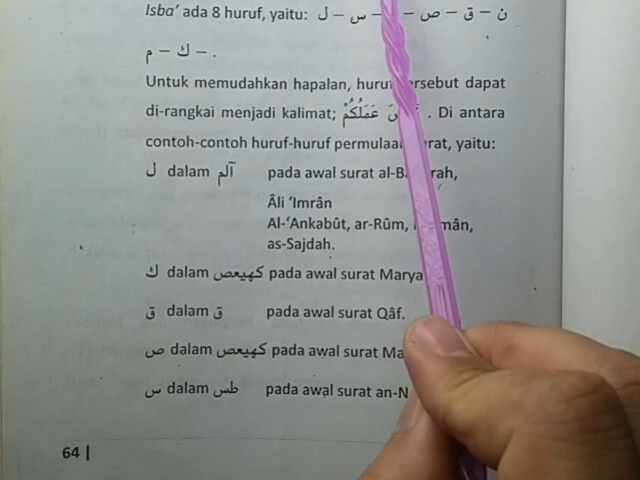 Isba' ada 8 huruf, yaitu: ل – س – – ص – ق – ن
م – ك – .
Untuk memudahkan hapalan, huruf tersebut dapat
di-rangkai menjadi kalimat; عَمَلُكُمْ . Di antara
contoh-contoh huruf-huruf permulaan surat, yaitu:
ل dalam آلم pada awal surat al-Baqarah,
Âli 'Imrân
Al-'Ankabût, ar-Rûm, mân,
as-Sajdah.
ك dalam كهيعص pada awal surat Marya
ق dalam ق pada awal surat Qâf.
ص dalam كهيعص pada awal surat Ma
س dalam طس pada awal surat an-N
64 |